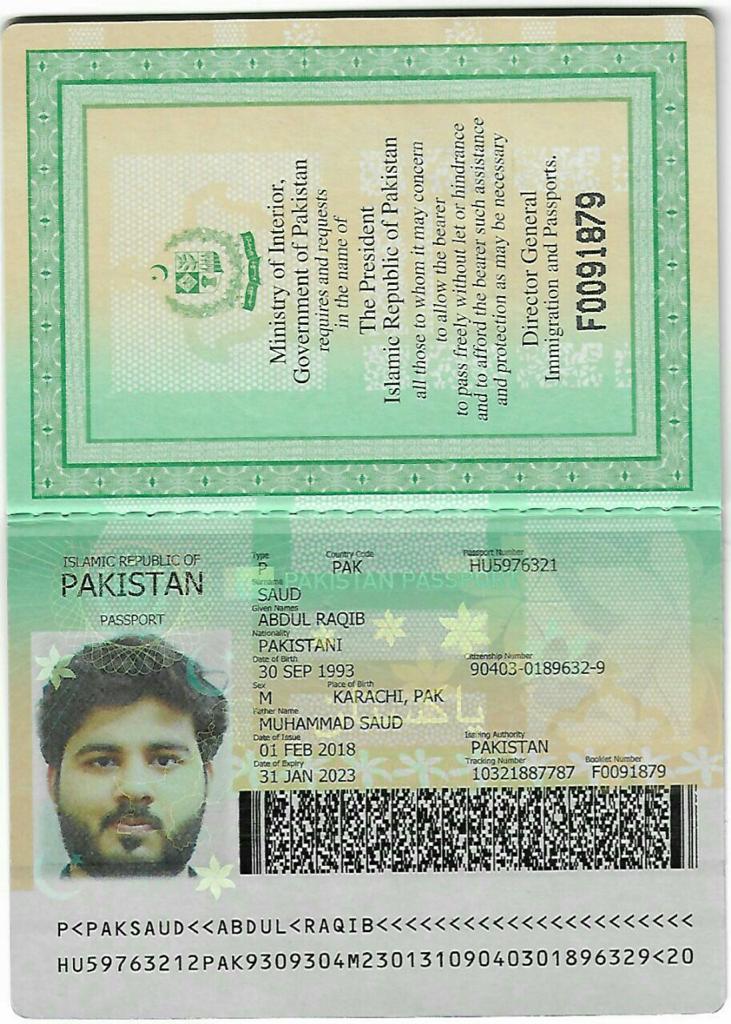 Ministry of Interior,
Government of Pakistan
requires and requests
in the name of
The President
Islamic Republic of Pakistan
all those to whom it may concern
to allow the bearer
to pass freely without let or hindrance
and to afford the bearer such assistance
and protection as may be necessary
Director General
Immigration and Passports.
F0091879
ISLAMIC REPUBLIC OF
PAKISTAN
PASSPORT
Type Country Code Passport Number
P PAK HU5976321
PAKISTAN PASSPORT
Surname
SAUD
Given Names
ABDUL RAQIB
Nationality
PAKISTANI
Date of Birth Citizenship Number
30 SEP 1993 90403-0189632-9
Sex Place of Birth
M KARACHI, PAK
پاکستان
Father Name
MUHAMMAD SAUD
Date of Issue Issuing Authority
01 FEB 2018 PAKISTAN
Date of Expiry Tracking Number Booklet Number
31 JAN 2023 10321887787 F0091879
P<PAKSAUD<<ABDUL<RAQIB<<<<<<<<<<<<<<<<<<<<<<
HU59763212PAK9309304M23013109040301896329<20